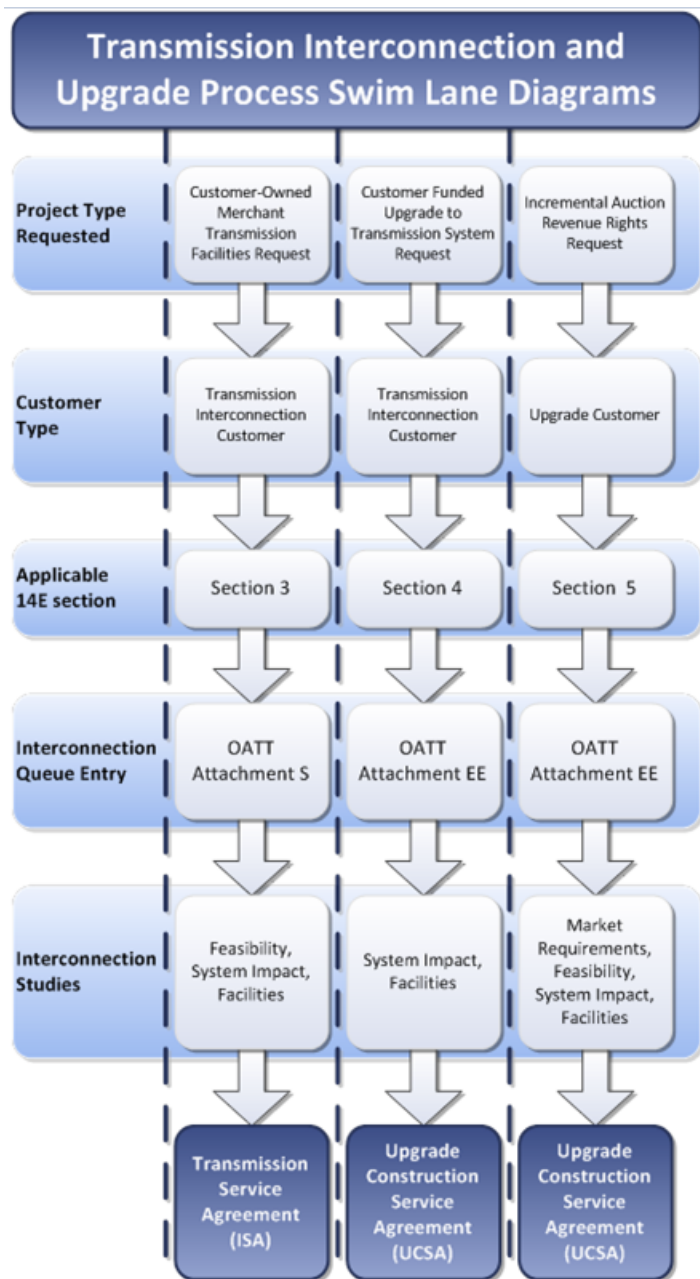 Transmission Interconnection and
Upgrade Process Swim Lane Diagrams
Project Type
Requested
Customer-Owned
Merchant
Transmission
Facilities Request
Customer Funded
Upgrade to
Transmission System
Request
Incremental Auction
Revenue Rights
Request
Customer
Type
Transmission
Interconnection
Customer
Transmission
Interconnection
Customer
Upgrade Customer
Applicable
14E section
Section 3
Section 4
Section 5
Interconnection
Queue Entry
OATT
Attachment S
OATT
Attachment EE
OATT
Attachment EE
Interconnection
Studies
Feasibility,
System Impact,
Facilities
System Impact,
Facilities
Market
Requirements,
Feasibility,
System Impact,
Facilities
Transmission
Service
Agreement
(ISA)
Upgrade
Construction
Service
Agreement
(UCSA)
Upgrade
Construction
Service
Agreement
(UCSA)